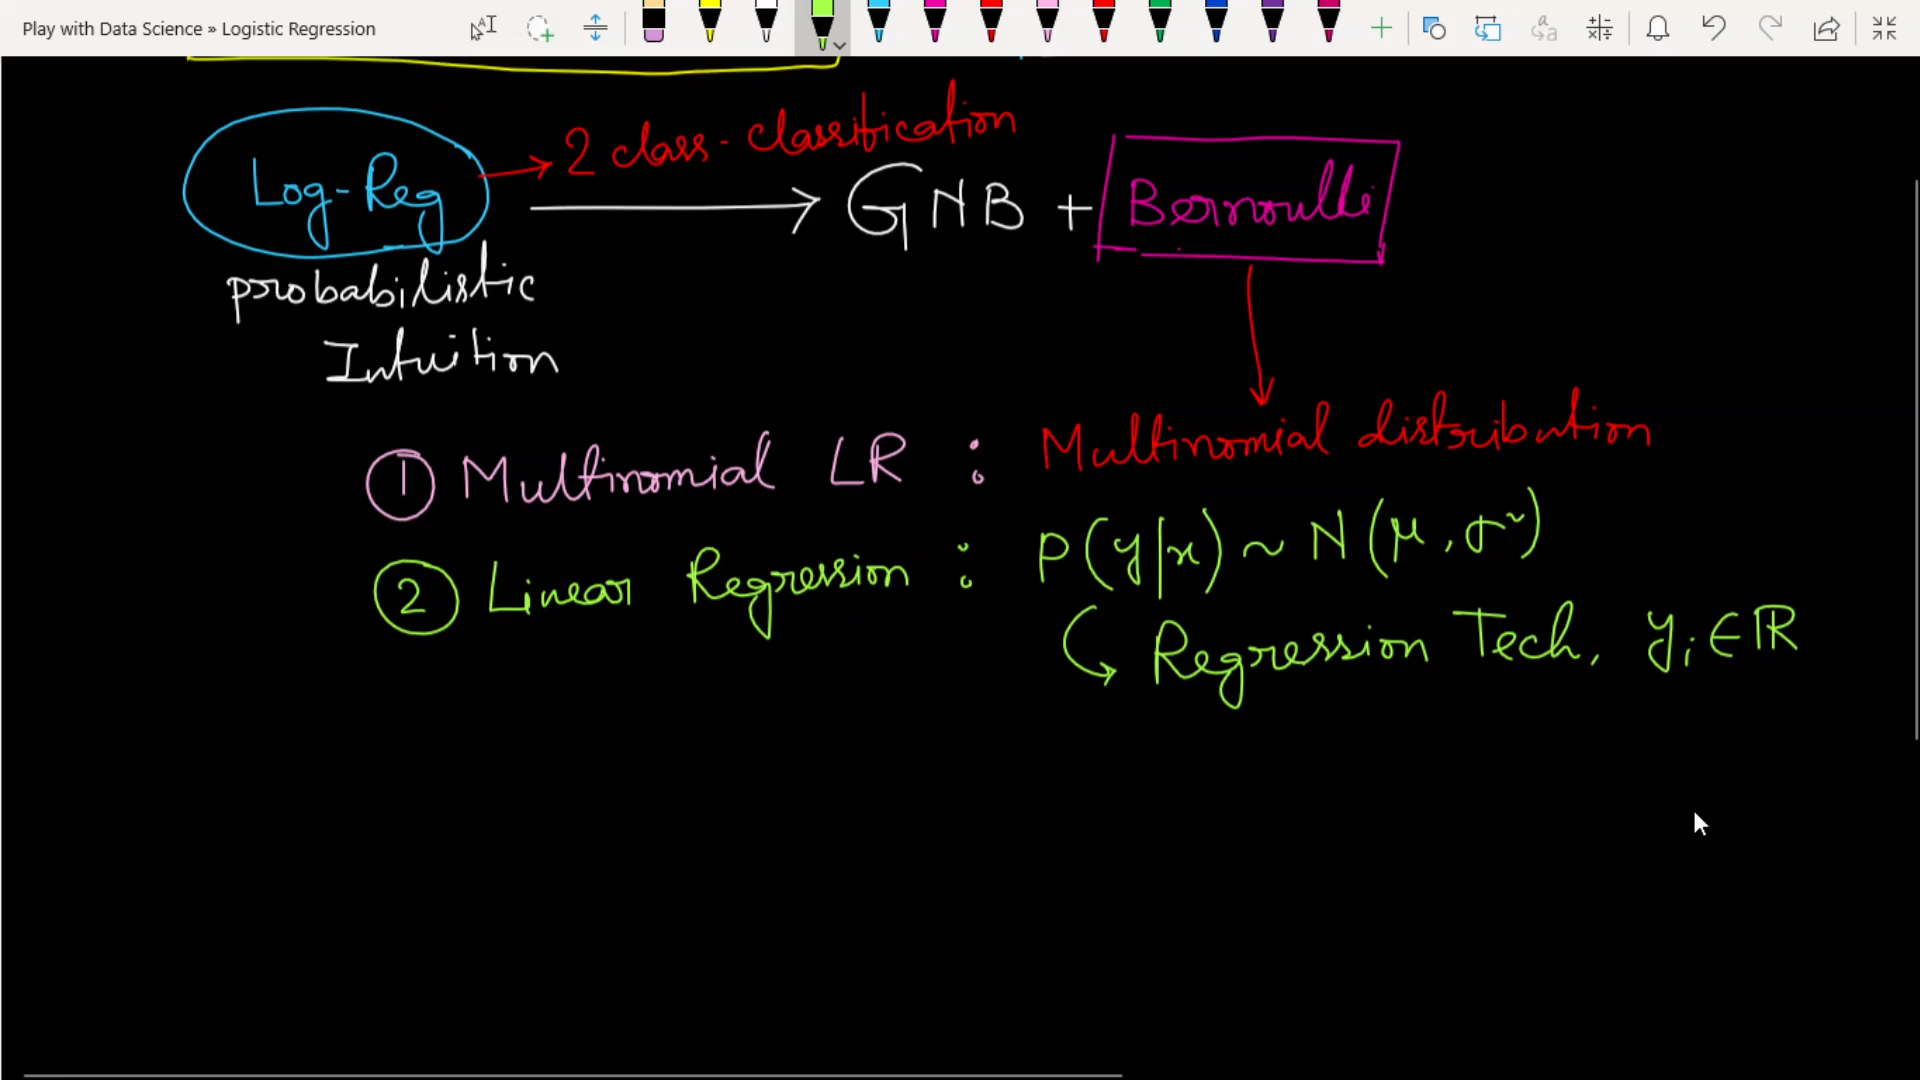 Play with Data Science » Logistic Regression
Log-Reg → 2 class-classification
→ GNB + Bernoulli
probabilistic
Intuition
① Multinomial LR : Multinomial distribution
② Linear Regression : P(y|x) ~ N(μ, σ²)
↳ Regression Tech, yᵢ ∈ ℝ